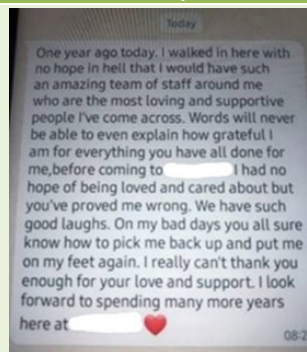 Today
One year ago today, I walked in here with
no hope in hell that I would have such
an amazing team of staff around me
who are the most loving and supportive
people I've come across. Words will never
be able to even explain how grateful I
am for everything you have all done for
me,before coming to I had no
hope of being loved and cared about but
you've proved me wrong. We have such
good laughs. On my bad days you all sure
know how to pick me back up and put me
on my feet again. I really can't thank you
enough for your love and support. I look
forward to spending many more years
here at ❤️
08:2